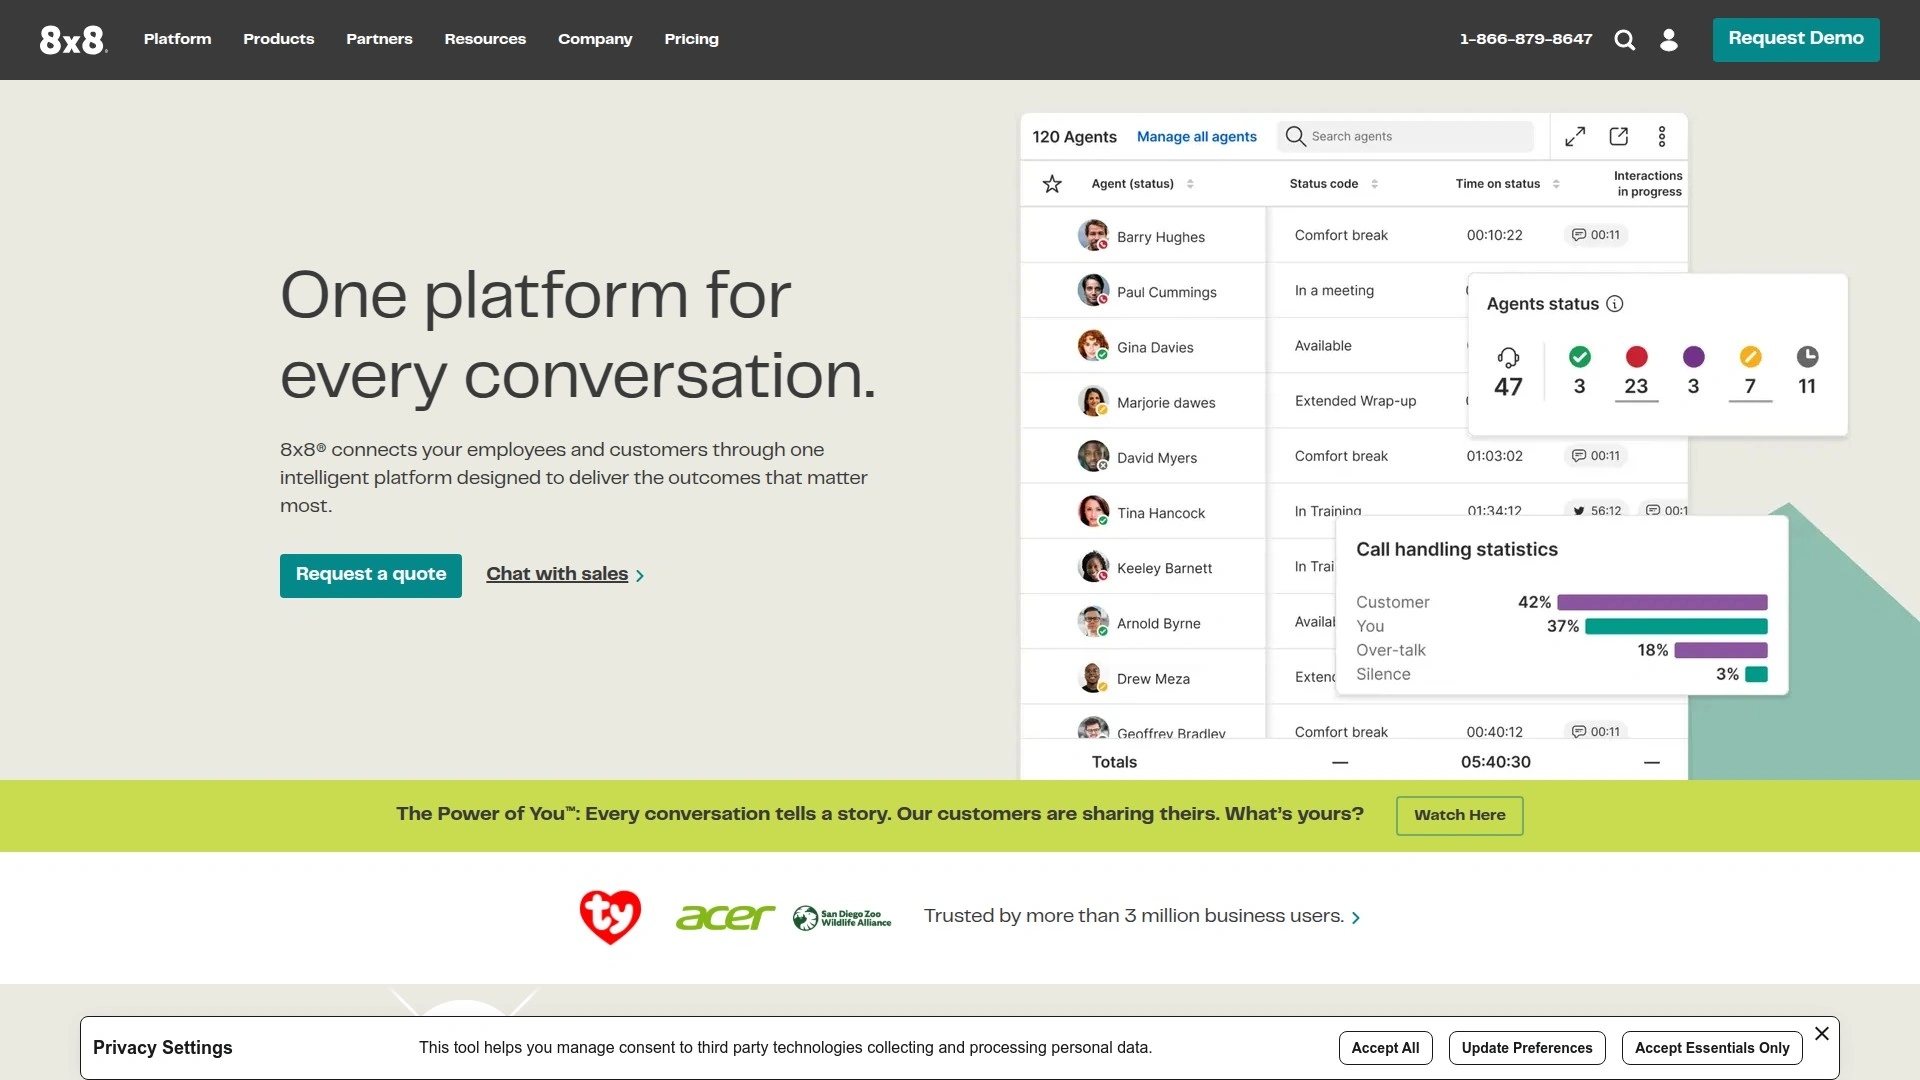 8x8
Platform
Products
Partners
Resources
Company
Pricing
1-866-879-8647
Request Demo
One platform for
every conversation.
8x8® connects your employees and customers through one
intelligent platform designed to deliver the outcomes that matter
most.
Request a quote
Chat with sales
120 Agents
Manage all agents
Search agents
Agent (status)
Status code
Time on status
Interactions
in progress
Barry Hughes
Comfort break
00:10:22
00:11
Paul Cummings
In a meeting
Gina Davies
Available
Marjorie dawes
Extended Wrap-up
David Myers
Comfort break
01:03:02
00:11
Tina Hancock
In Training
01:34:12
56:12
00:1
Keeley Barnett
In Trai
Arnold Byrne
Availab
Drew Meza
Extend
Geoffrey Bradley
Comfort break
00:40:12
00:11
Totals
—
05:40:30
—
Agents status
47
3
23
3
7
11
Call handling statistics
Customer 42%
You 37%
Over-talk 18%
Silence 3%
The Power of You™: Every conversation tells a story. Our customers are sharing theirs. What’s yours?
Watch Here
ty
acer
San Diego Zoo
Wildlife Alliance
Trusted by more than 3 million business users.
Privacy Settings
This tool helps you manage consent to third party technologies collecting and processing personal data.
Accept All
Update Preferences
Accept Essentials Only